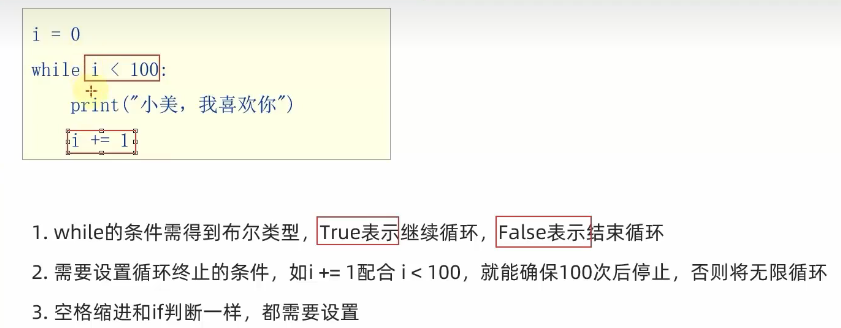 i = 0
while i < 100:
    print("小美，我喜欢你")
    i += 1
1. while的条件需得到布尔类型，True表示继续循环，False表示结束循环
2. 需要设置循环终止的条件，如i += 1配合 i < 100，就能确保100次后停止，否则将无限循环
3. 空格缩进和if判断一样，都需要设置